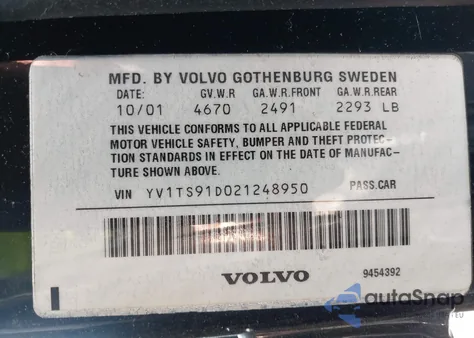 MFD. BY VOLVO GOTHENBURG SWEDEN
DATE: GV.W.R GA.W.R.FRONT GA.W.R.REAR
10/01 4670 2491 2293 LB
THIS VEHICLE CONFORMS TO ALL APPLICABLE FEDERAL
MOTOR VEHICLE SAFETY, BUMPER AND THEFT PROTEC-
TION STANDARDS IN EFFECT ON THE DATE OF MANUFAC-
TURE SHOWN ABOVE.
VIN YV1TS91D021248950 PASS.CAR
VOLVO 9454392
autoSnap